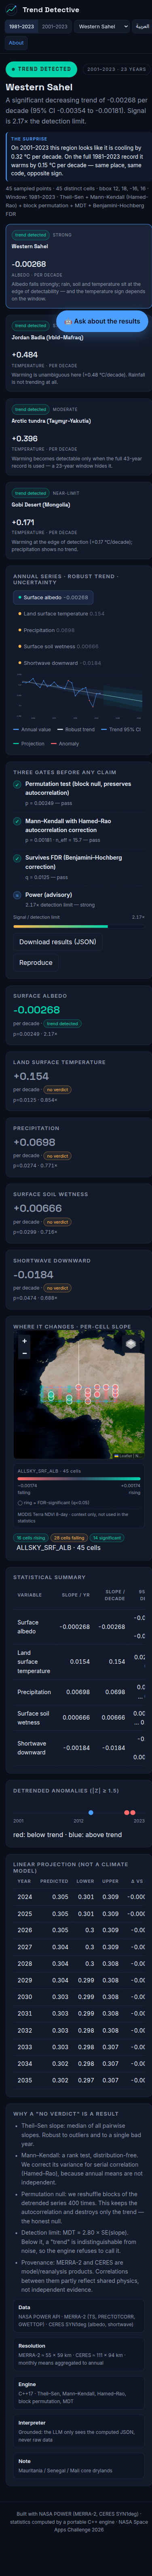 Trend Detective
1981–2023
2001–2023
Western Sahel
العربية
About
TREND DETECTED
2001–2023 · 23 YEARS
Western Sahel
A significant decreasing trend of -0.00268 per
decade (95% CI -0.00354 to -0.00181). Signal
is 2.17× the detection limit.
THE SURPRISE
On 2001–2023 this region looks like it is cooling by
0.32 °C per decade. On the full 1981–2023 record it
warms by 0.15 °C per decade — same place, same
code, opposite sign.
45 sampled points · 45 distinct cells · bbox 12, 18, -16, 16 ·
Window: 1981-2023 · Theil–Sen + Mann–Kendall (Hamed–
Rao) + block permutation + MDT + Benjamini–Hochberg
FDR
trend detected STRONG
Western Sahel
-0.00268
ALBEDO · PER DECADE
Albedo falls strongly; rain, soil and temperature sit at the
edge of detectability — and the temperature sign depends
on the window.
Ask about the results
trend detected
Jordan Badia (Irbid–Mafraq)
+0.484
TEMPERATURE · PER DECADE
Warming is unambiguous here (+0.48 °C/decade). Rainfall
is not trending at all.
trend detected MODERATE
Arctic tundra (Taymyr–Yakutia)
+0.396
TEMPERATURE · PER DECADE
Warming becomes detectable only when the full 43-year
record is used — a 23-year window hides it.
trend detected NEAR-LIMIT
Gobi Desert (Mongolia)
+0.171
TEMPERATURE · PER DECADE
Warming at the edge of detection (+0.17 °C/decade);
precipitation shows no trend.
ANNUAL SERIES · ROBUST TREND ·
UNCERTAINTY
Surface albedo -0.00268
Land surface temperature 0.154
Precipitation 0.0698
Surface soil wetness 0.00666
Shortwave downward -0.0184
Annual value
Robust trend
Trend 95% CI
Projection
Anomaly
THREE GATES BEFORE ANY CLAIM
Permutation test (block null, preserves
autocorrelation)
p = 0.00249 — pass
Mann–Kendall with Hamed–Rao
autocorrelation correction
p = 0.00181 · n_eff = 15.7 — pass
Survives FDR (Benjamini–Hochberg
correction)
q = 0.0125 — pass
Power (advisory)
2.17× detection limit — strong
Signal / detection limit
2.17×
Download results (JSON)
Reproduce
SURFACE ALBEDO
-0.00268
per decade · trend detected
p=0.00249 · 2.17×
LAND SURFACE TEMPERATURE
+0.154
per decade · no verdict
p=0.0125 · 0.954×
PRECIPITATION
+0.0698
per decade · no verdict
p=0.0274 · 0.771×
SURFACE SOIL WETNESS
+0.00666
per decade · no verdict
p=0.0299 · 0.716×
SHORTWAVE DOWNWARD
-0.0184
per decade · no verdict
p=0.0474 · 0.688×
WHERE IT CHANGES · PER-CELL SLOPE
+
−
ALLSKY_SRF_ALB · 45 cells
-0.00174
+0.00174
falling
rising
ring = FDR-significant (p≤0.05)
MODIS Terra NDVI 8-day · context only, not used in the
statistics
16 cells rising
28 cells falling
14 significant
ALLSKY_SRF_ALB · 45 cells
STATISTICAL SUMMARY
VARIABLE
SLOPE / YR
SLOPE /
DECADE
Surface
albedo
-0.000268
-0.00268
Land
surface
temperature
0.0154
0.154
Precipitation
0.00698
0.0698
Surface soil
wetness
0.000666
0.00666
Shortwave
downward
-0.00184
-0.0184
DETRENDED ANOMALIES (|Z| ≥ 1.5)
2001
2012
2023
red: below trend · blue: above trend
LINEAR PROJECTION (NOT A CLIMATE
MODEL)
YEAR PREDICTED LOWER UPPER Δ VS
2024 0.305 0.301 0.309
2025 0.305 0.301 0.309
2026 0.305 0.3 0.309
2027 0.304 0.3 0.309
2028 0.304 0.3 0.308
2029 0.304 0.299 0.308
2030 0.303 0.299 0.308
2031 0.303 0.299 0.308
2032 0.303 0.298 0.308
2033 0.303 0.298 0.307
2034 0.302 0.298 0.307
2035 0.302 0.297 0.307
WHY A "NO VERDICT" IS A RESULT
Theil–Sen slope: median of all pairwise
slopes. Robust to outliers and to a single bad
year.
Mann–Kendall: a rank test, distribution-free.
We correct its variance for serial correlation
(Hamed–Rao), because annual means are not
independent.
Permutation null: we reshuffle blocks of the
detrended series 400 times. This keeps the
autocorrelation and destroys only the trend —
the honest null.
Detection limit: MDT = 2.80 × SE(slope).
Below it, a "trend" is indistinguishable from
noise, so the engine refuses to call it.
Provenance: MERRA-2 and CERES are
model/reanalysis products. Correlations
between them partly reflect shared physics,
not independent evidence.
Data
NASA POWER API · MERRA-2 (TS, PRECTOTCORR,
GWETTOP) · CERES SYN1deg (albedo, shortwave)
Resolution
MERRA-2 ≈ 55 × 59 km · CERES ≈ 111 × 94 km ·
monthly means aggregated to annual
Engine
C++17 · Theil–Sen, Mann–Kendall, Hamed–Rao,
block permutation, MDT
Interpreter
Grounded: the LLM only sees the computed JSON,
never raw data
Note
Mauritania / Senegal / Mali core drylands
Built with NASA POWER (MERRA-2, CERES SYN1deg) ·
statistics computed by a portable C++ engine · NASA Space
Apps Challenge 2026